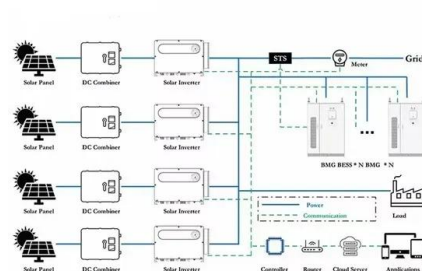 STS
Meter
Grid
Solar Panel
DC Combiner
Solar Inverter
Solar Panel
DC Combiner
Solar Inverter
BMG BESS * N BMG * N
Solar Panel
DC Combiner
Solar Inverter
Power
Communication
Load
Solar Panel
DC Combiner
Solar Inverter
Controller
Router
Cloud Server
Applications